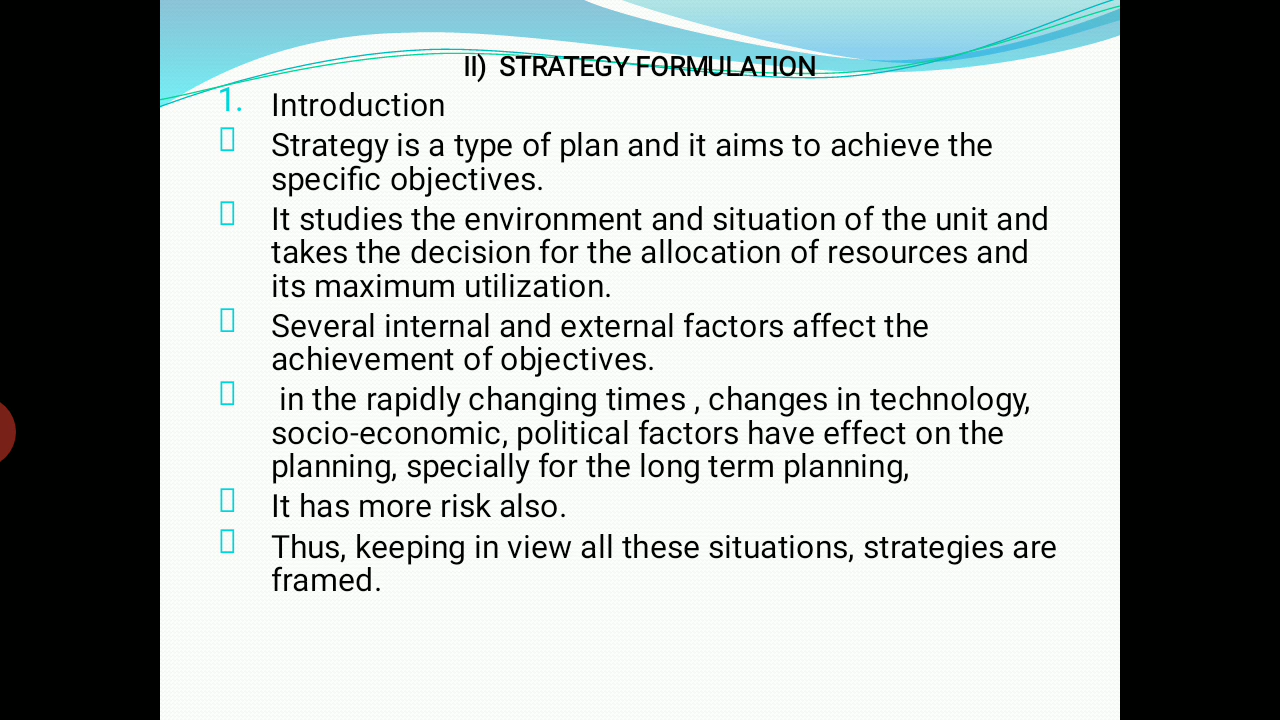 II) STRATEGY FORMULATION
1. Introduction
Strategy is a type of plan and it aims to achieve the
specific objectives.
It studies the environment and situation of the unit and
takes the decision for the allocation of resources and
its maximum utilization.
Several internal and external factors affect the
achievement of objectives.
in the rapidly changing times , changes in technology,
socio-economic, political factors have effect on the
planning, specially for the long term planning,
It has more risk also.
Thus, keeping in view all these situations, strategies are
framed.